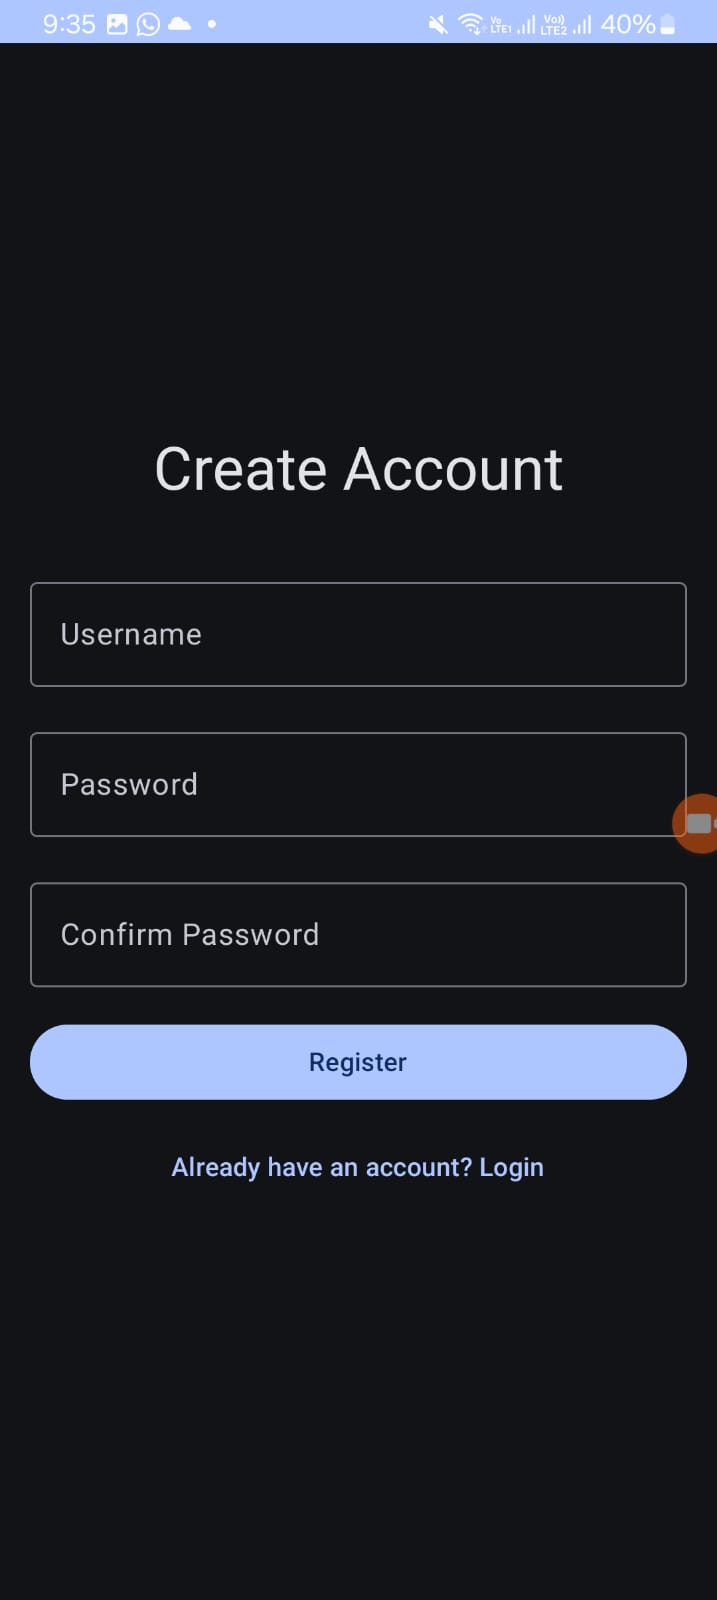 9:35 Vo LTE1 Vo) LTE2 40%
Create Account
Username
Password
Confirm Password
Register
Already have an account? Login